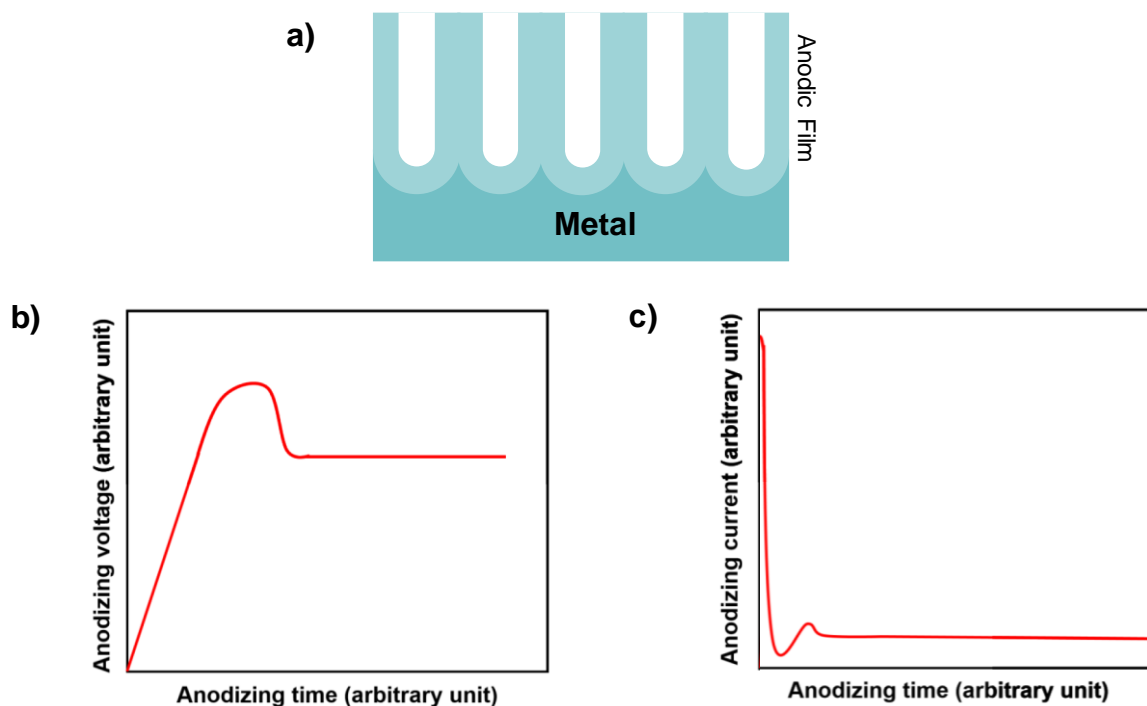 a)
Anodic Film
Metal
b)
Anodizing voltage (arbitrary unit)
Anodizing time (arbitrary unit)
c)
Anodizing current (arbitrary unit)
Anodizing time (arbitrary unit)